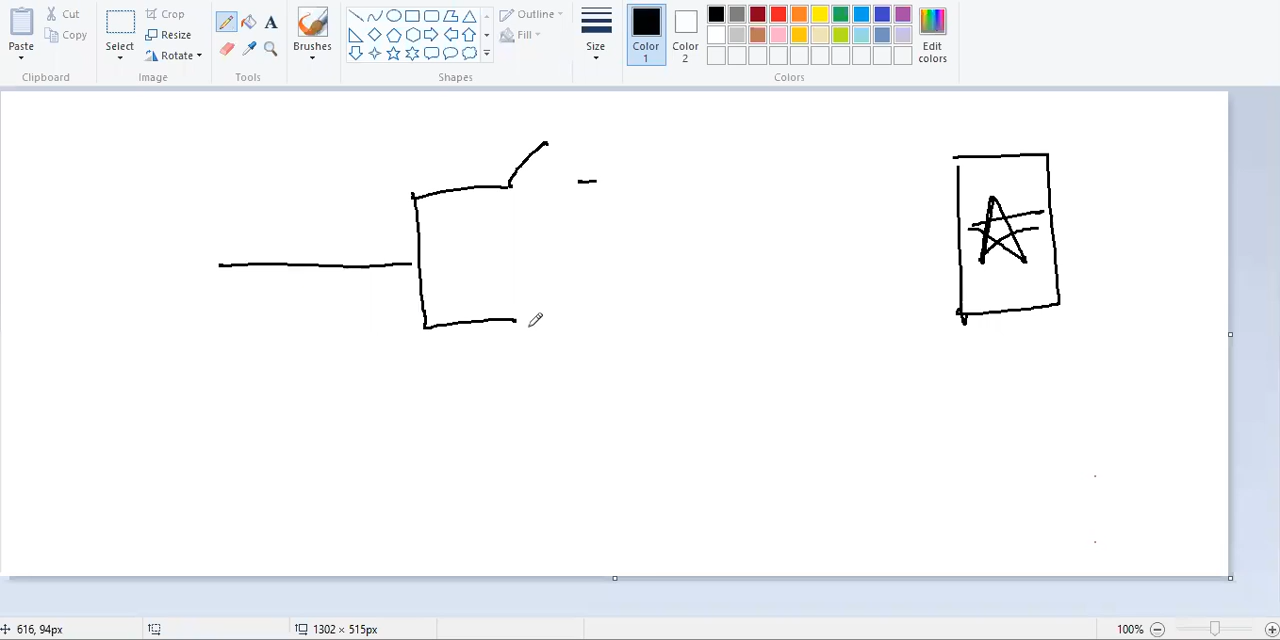 Paste
Cut
Copy
Clipboard
Select
Crop
Resize
Rotate
Image
A
Tools
Brushes
Shapes
Outline
Fill
Size
Color
1
Color
2
Edit
colors
Colors
616, 94px
1302 × 515px
100%